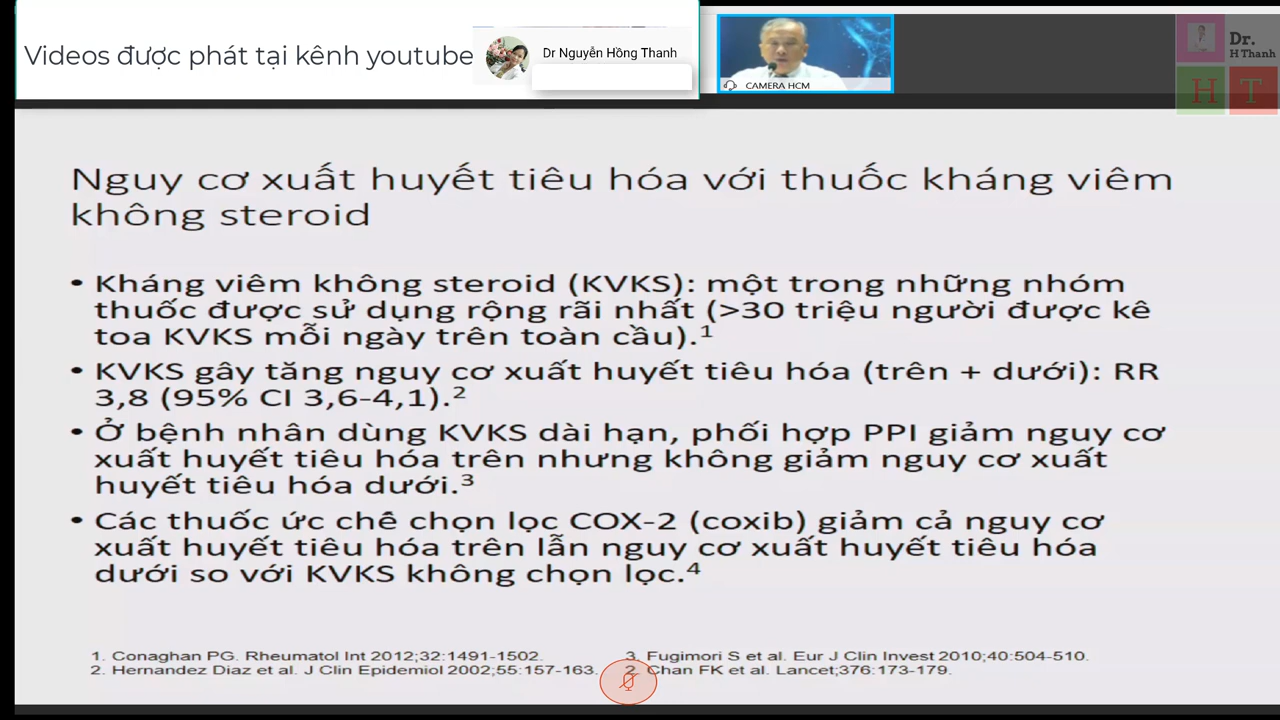 Videos được phát tại kênh youtube
Dr Nguyễn Hồng Thanh
CAMERA HCM
Dr.
H Thanh
H T
Nguy cơ xuất huyết tiêu hóa với thuốc kháng viêm
không steroid
• Kháng viêm không steroid (KVKS): một trong những nhóm
thuốc được sử dụng rộng rãi nhất (>30 triệu người được kê
toa KVKS mỗi ngày trên toàn cầu).1
• KVKS gây tăng nguy cơ xuất huyết tiêu hóa (trên + dưới): RR
3,8 (95% CI 3,6-4,1).2
• Ở bệnh nhân dùng KVKS dài hạn, phối hợp PPI giảm nguy cơ
xuất huyết tiêu hóa trên nhưng không giảm nguy cơ xuất
huyết tiêu hóa dưới.3
• Các thuốc ức chế chọn lọc COX-2 (coxib) giảm cả nguy cơ
xuất huyết tiêu hóa trên lẫn nguy cơ xuất huyết tiêu hóa
dưới so với KVKS không chọn lọc.4
1. Conaghan PG. Rheumatol Int 2012;32:1491-1502.
2. Hernandez Diaz et al. J Clin Epidemiol 2002;55:157-163.
3. Fugimori S et al. Eur J Clin Invest 2010;40:504-510.
2. Chan FK et al. Lancet;376:173-179.